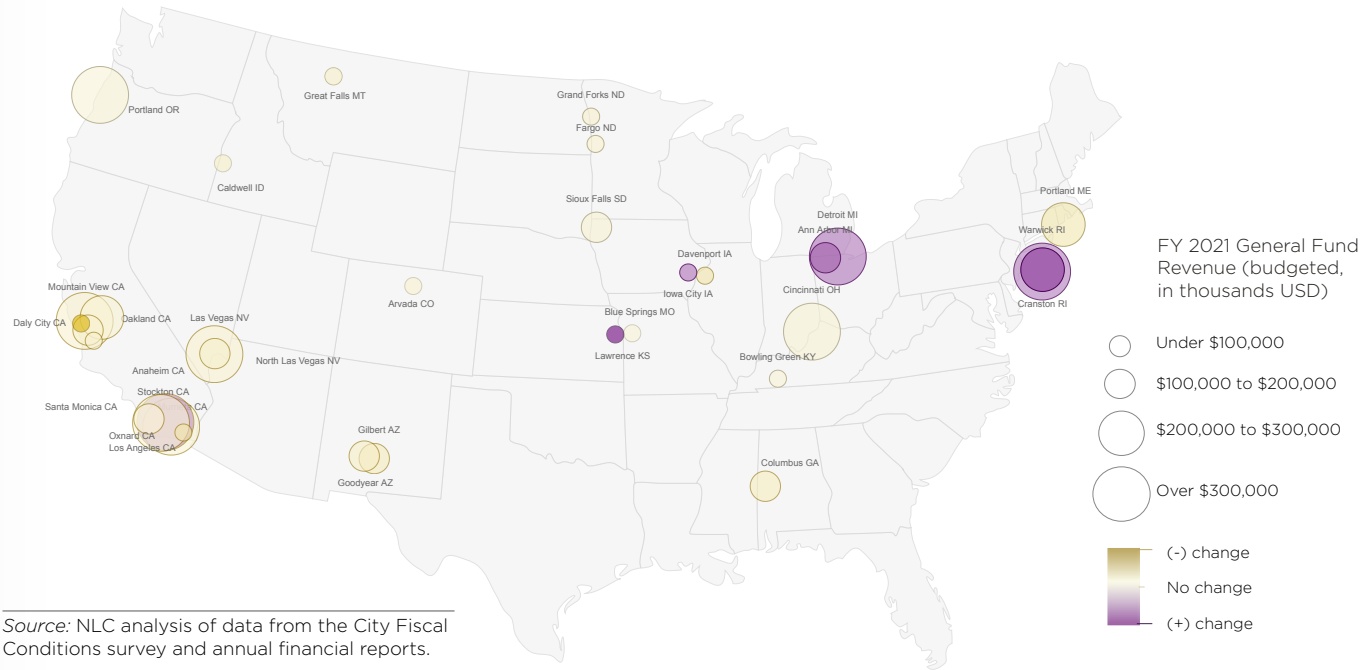 Great Falls MT
Grand Forks ND
Portland OR
Fargo ND
Caldwell ID
Portland ME
Sioux Falls SD
Detroit MI
Ann Arbor MI
Warwick RI
Davenport IA
Mountain View CA
Iowa City IA
Cincinnati OH
Arvada CO
Cranston RI
Daly City CA
Oakland CA
Las Vegas NV
Blue Springs MO
North Las Vegas NV
Lawrence KS
Bowling Green KY
Anaheim CA
Stockton CA
Santa Monica CA
CA
Oxnard CA
Los Angeles CA
Gilbert AZ
Goodyear AZ
Columbus GA
FY 2021 General Fund
Revenue (budgeted,
in thousands USD)
Under $100,000
$100,000 to $200,000
$200,000 to $300,000
Over $300,000
(-) change
No change
(+) change
Source: NLC analysis of data from the City Fiscal
Conditions survey and annual financial reports.